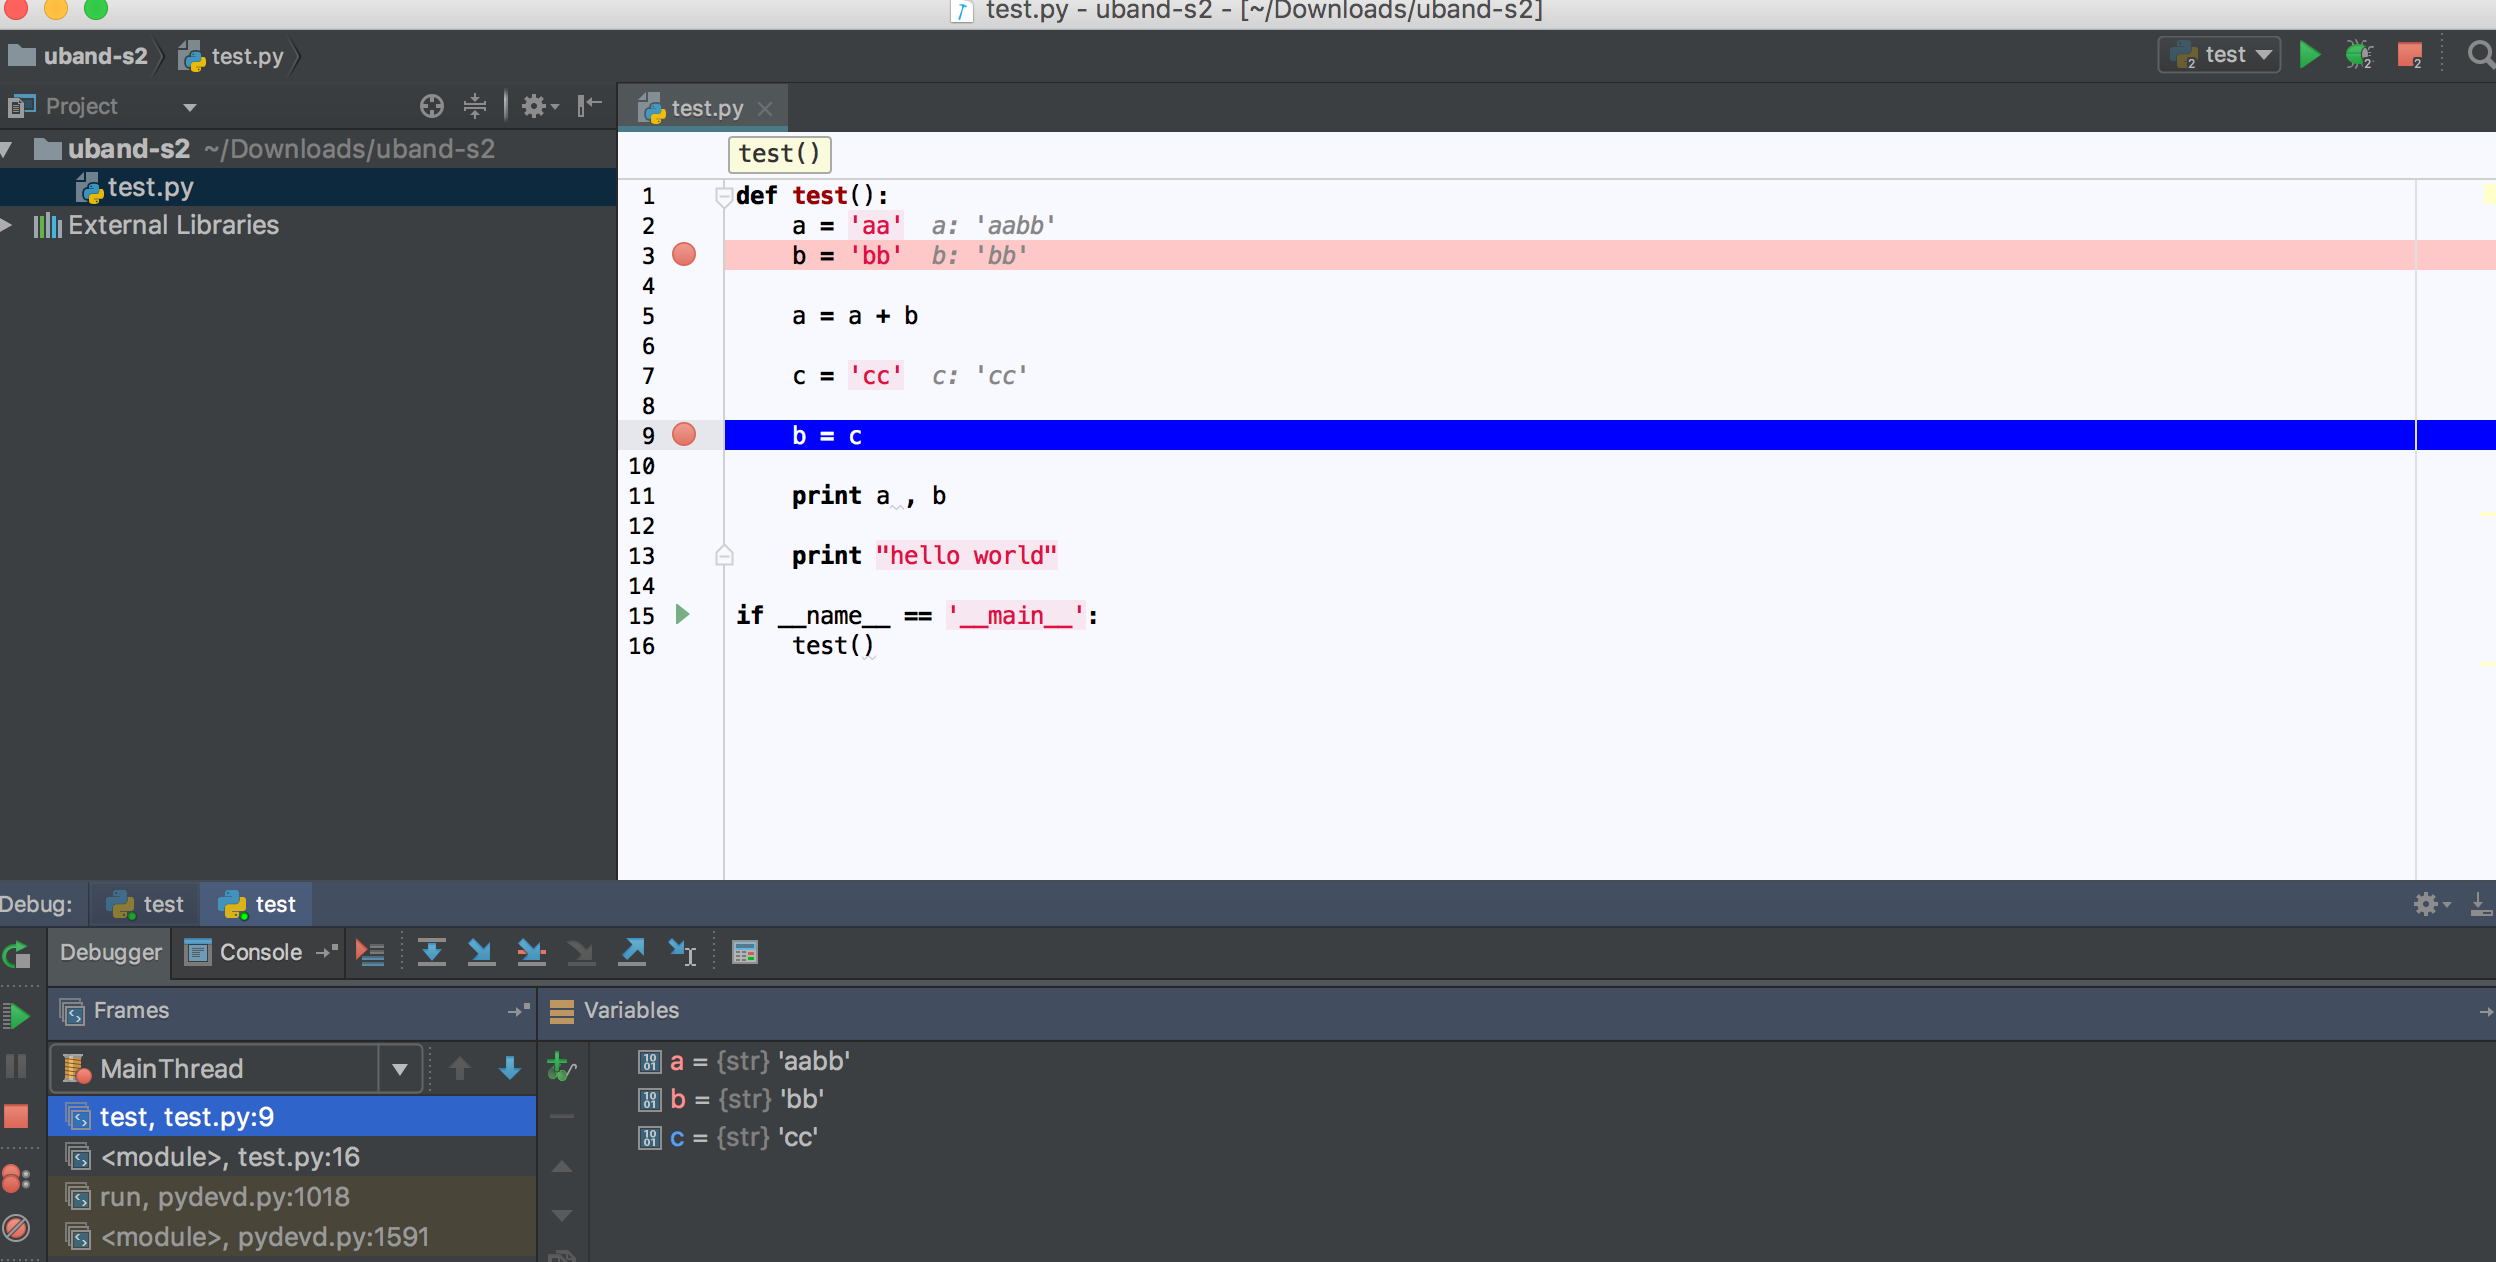 test.py - uband-s2 - [~/Downloads/uband-s2]
uband-s2 test.py
test
2 2 2
Project
test.py
uband-s2 ~/Downloads/uband-s2
test.py
External Libraries
test()
1 def test():
2 a = 'aa' a: 'aabb'
3 b = 'bb' b: 'bb'
4
5 a = a + b
6
7 c = 'cc' c: 'cc'
8
9 b = c
10
11 print a , b
12
13 print "hello world"
14
15 if __name__ == '__main__':
16 test()
Debug: test test
Debugger Console
Frames
Variables
MainThread
test, test.py:9
<module>, test.py:16
run, pydevd.py:1018
<module>, pydevd.py:1591
a = {str} 'aabb'
b = {str} 'bb'
c = {str} 'cc'